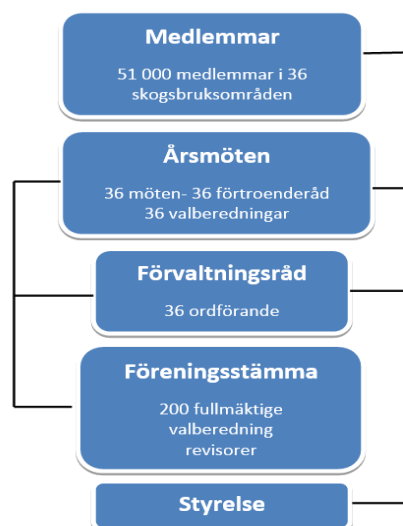 Medlemmar
51 000 medlemmar i 36
skogsbruksområden
Årsmöten
36 möten- 36 förtroenderåd
36 valberedningar
Förvaltningsråd
36 ordförande
Föreningsstämma
200 fullmäktige
valberedning
revisorer
Styrelse